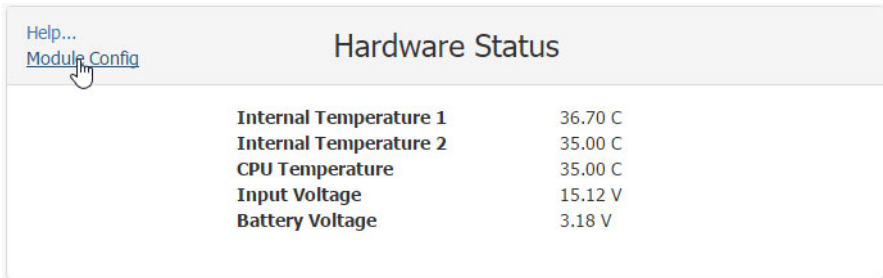 Help...
Module Config
Hardware Status
Internal Temperature 1 36.70 C
Internal Temperature 2 35.00 C
CPU Temperature 35.00 C
Input Voltage 15.12 V
Battery Voltage 3.18 V